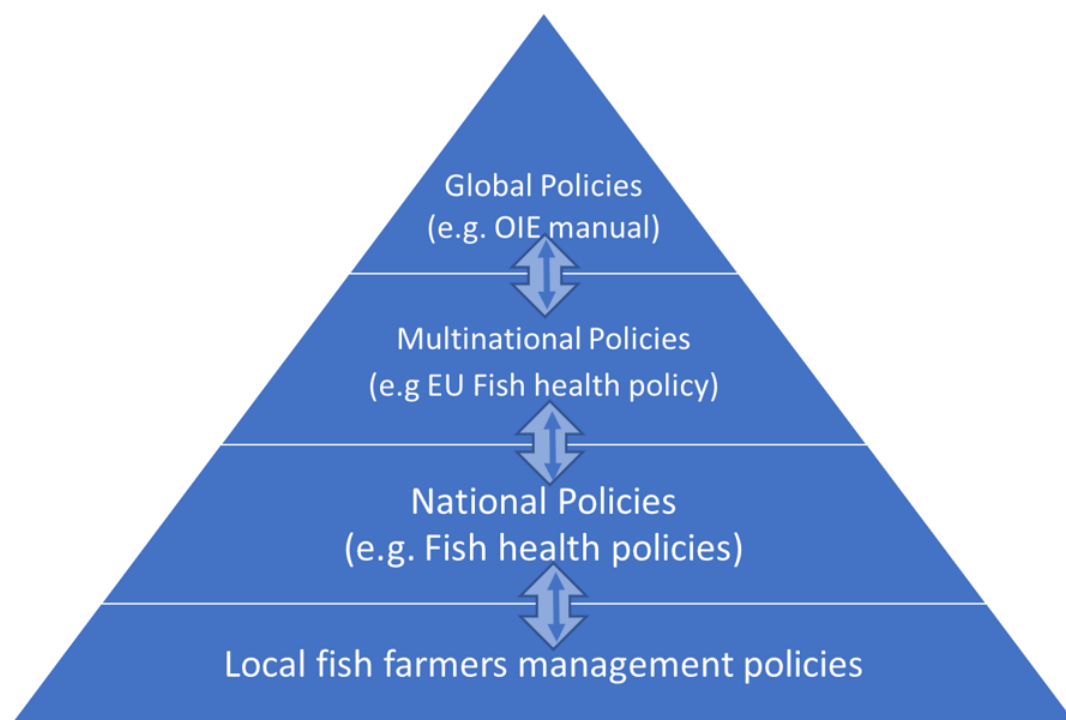 Global Policies
(e.g. OIE manual)
Multinational Policies
(e.g EU Fish health policy)
National Policies
(e.g. Fish health policies)
Local fish farmers management policies